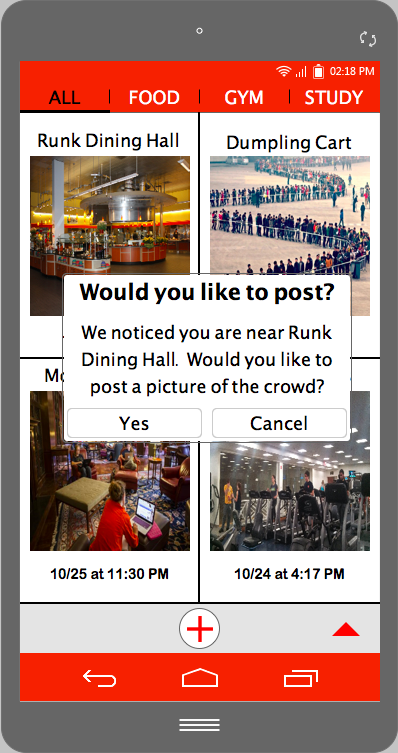 02:18 PM
ALL FOOD GYM STUDY
Runk Dining Hall
Dumpling Cart
Would you like to post?
We noticed you are near Runk
Dining Hall. Would you like to
post a picture of the crowd?
Yes Cancel
10/25 at 11:30 PM
10/24 at 4:17 PM